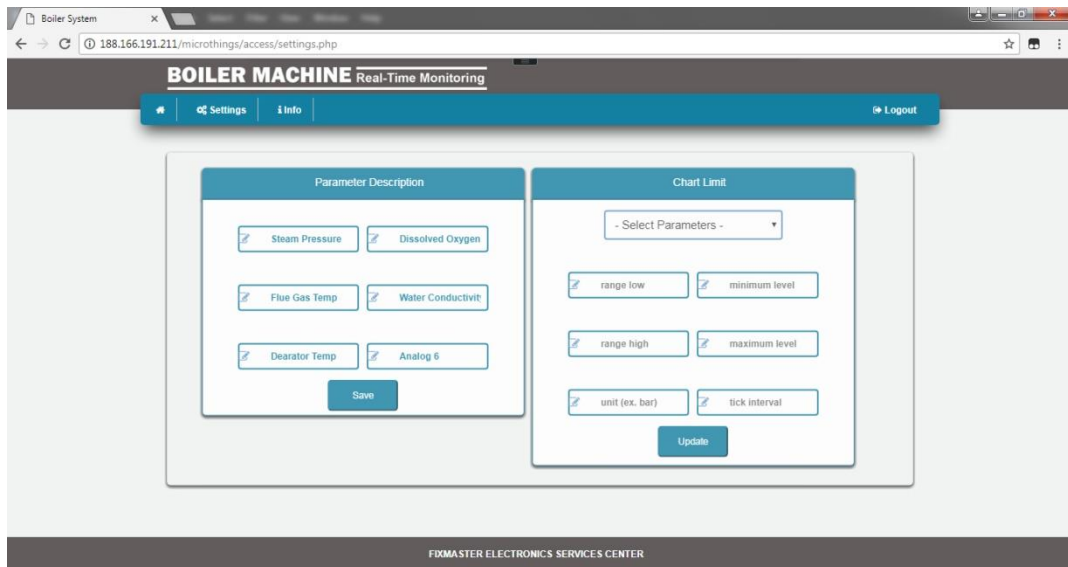 Boiler System
188.166.191.211/microthings/access/settings.php
BOILER MACHINE Real-Time Monitoring
Settings
Info
Logout
Parameter Description
Steam Pressure
Dissolved Oxygen
Flue Gas Temp
Water Conductivit
Dearator Temp
Analog 6
Save
Chart Limit
- Select Parameters -
range low
minimum level
range high
maximum level
unit (ex. bar)
tick interval
Update
FIXMASTER ELECTRONICS SERVICES CENTER